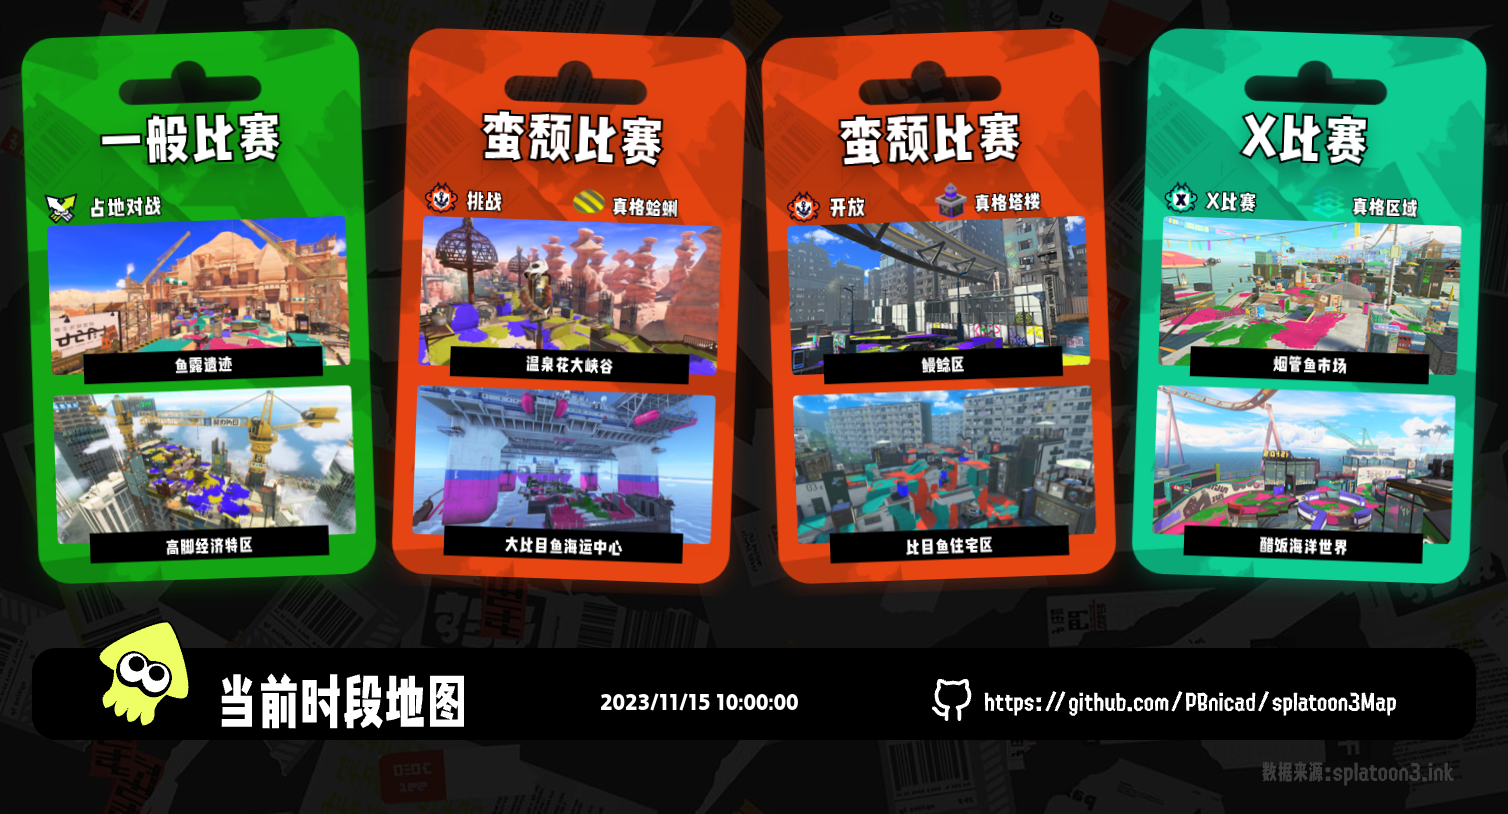 一般比赛
占地对战
鱼露遗迹
高脚经济特区
蛮颓比赛
挑战
真格蛤蜊
温泉花大峡谷
大比目鱼海运中心
蛮颓比赛
开放
真格塔楼
鳗鲶区
比目鱼住宅区
X比赛
X比赛
真格区域
烟管鱼市场
醋饭海洋世界
当前时段地图
2023/11/15 10:00:00
https://github.com/PBnicad/splatoon3Map
数据来源:splatoon3.ink